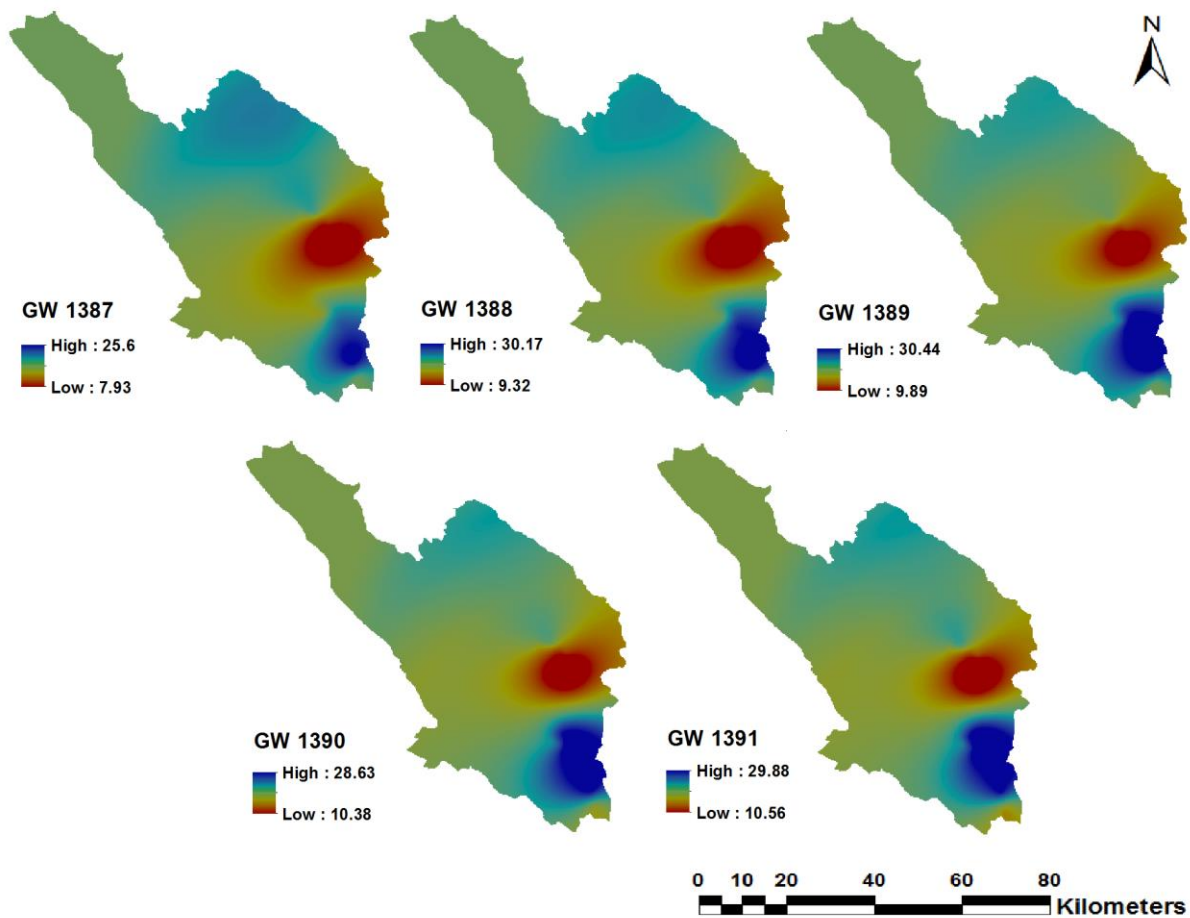 N
GW 1387
High : 25.6
Low : 7.93
GW 1388
High : 30.17
Low : 9.32
GW 1389
High : 30.44
Low : 9.89
GW 1390
High : 28.63
Low : 10.38
GW 1391
High : 29.88
Low : 10.56
0 10 20 40 60 80
Kilometers